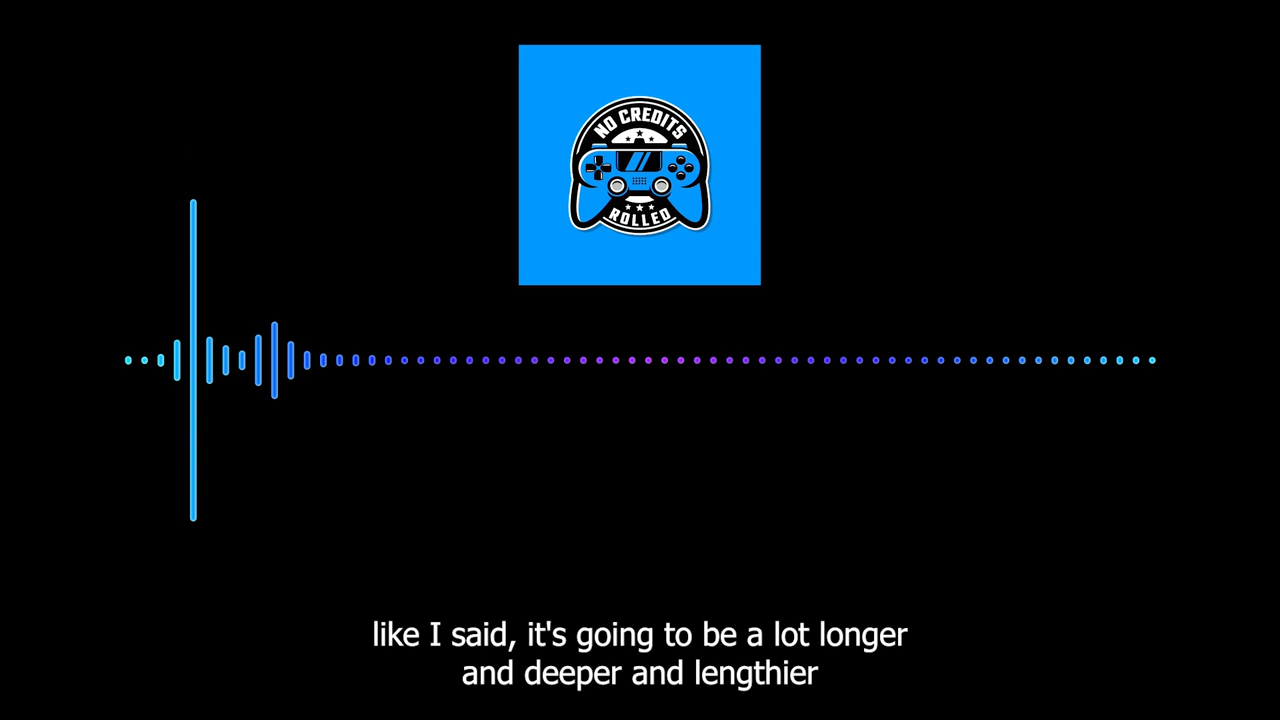 NO CREDITS
ROLLED
like I said, it's going to be a lot longer
and deeper and lengthier